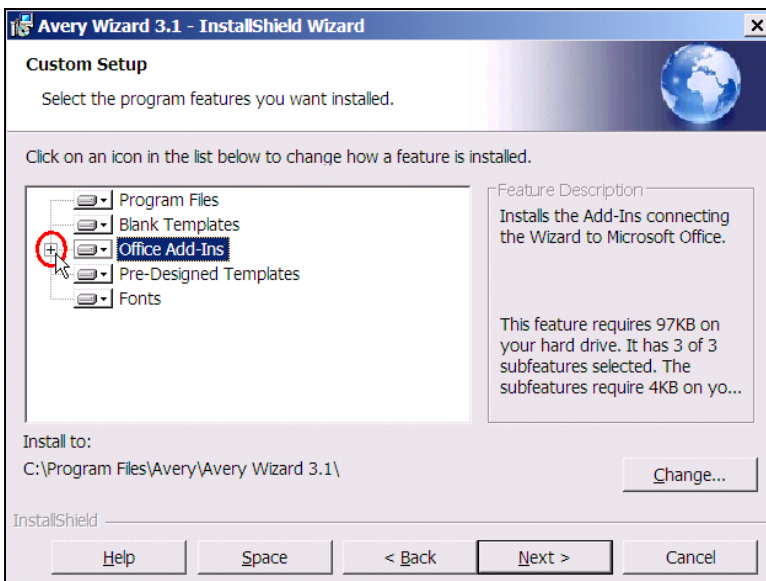 Avery Wizard 3.1 - InstallShield Wizard
Custom Setup
Select the program features you want installed.
Click on an icon in the list below to change how a feature is installed.
Program Files
Blank Templates
Office Add-Ins
Pre-Designed Templates
Fonts
Feature Description
Installs the Add-Ins connecting
the Wizard to Microsoft Office.
This feature requires 97KB on
your hard drive. It has 3 of 3
subfeatures selected. The
subfeatures require 4KB on yo...
Install to:
C:\Program Files\Avery\Avery Wizard 3.1\
Change...
InstallShield
Help
Space
< Back
Next >
Cancel